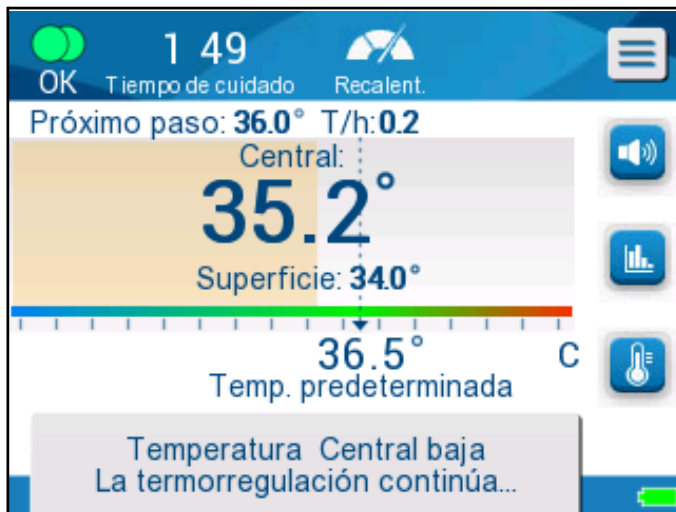 1 49
OK Tiempo de cuidado Recalent.
Próximo paso: 36.0° T/h:0.2
Central:
35.2°
Superficie: 34.0°
36.5° C
Temp. predeterminada
Temperatura Central baja
La termorregulación continúa...